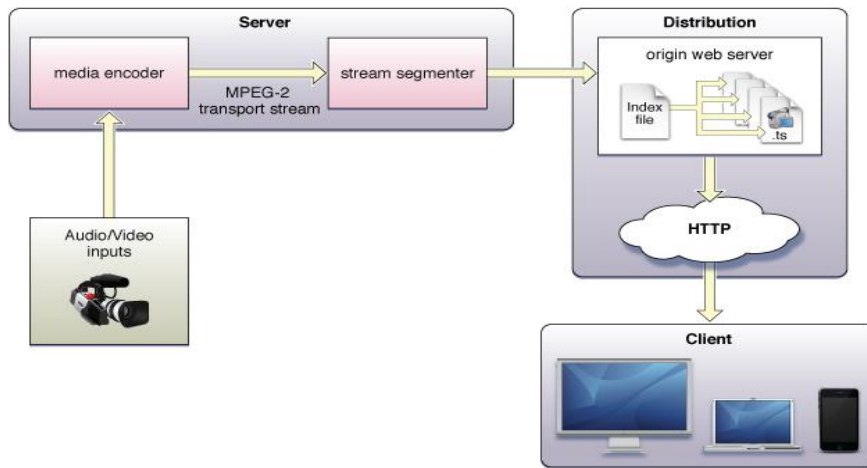 Server
media encoder
MPEG-2
transport stream
stream segmenter
Audio/Video
inputs
Distribution
origin web server
Index
file
.ts
HTTP
Client